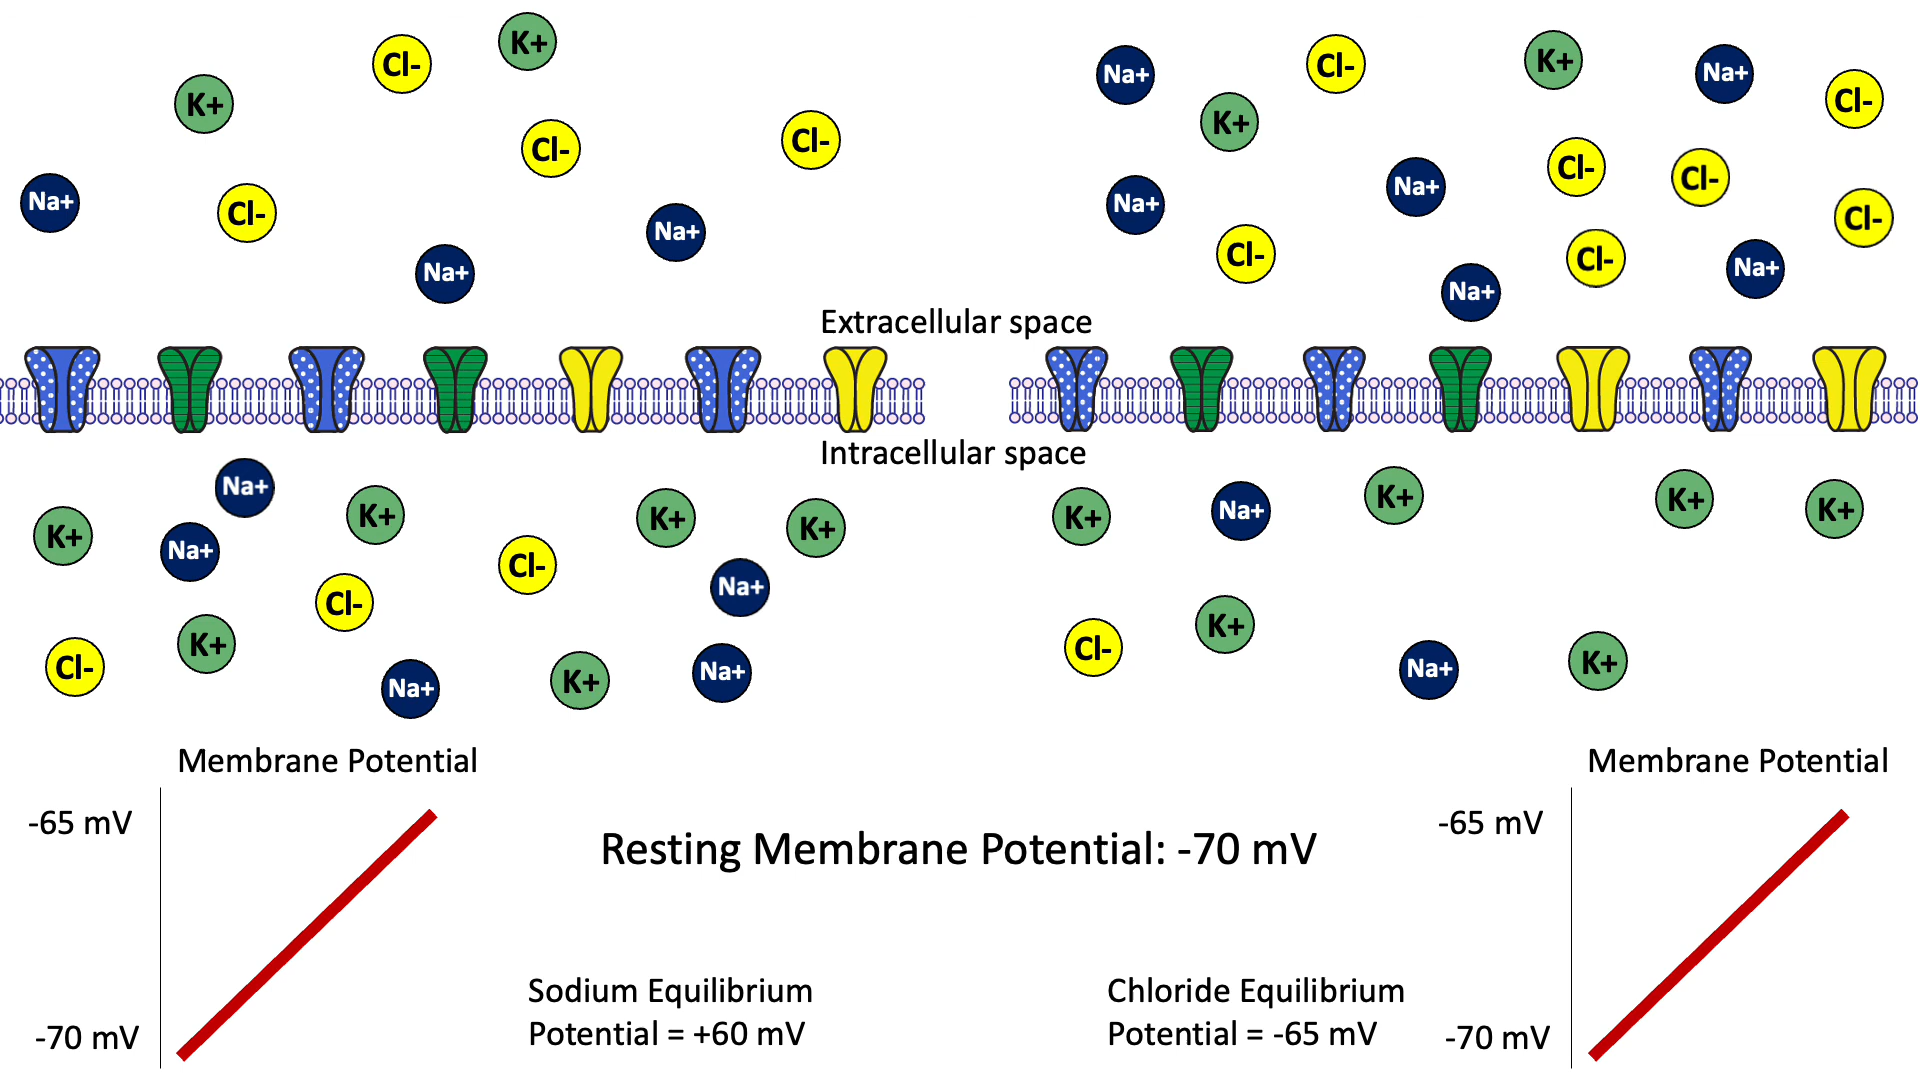 K+
Cl-
K+
Cl-
Cl-
Na+
Cl-
Na+
Na+
Na+
Cl-
K+
Na+
Cl-
K+
Cl-
Cl-
Na+
Na+
Cl-
Cl-
Cl-
Na+
Na+
Extracellular space
Intracellular space
Na+
K+
K+
K+
K+
Na+
Cl-
Na+
Cl-
K+
Cl-
Na+
K+
Na+
K+
Na+
K+
K+
K+
Cl-
K+
Na+
K+
Membrane Potential
-65 mV
-70 mV
Resting Membrane Potential: -70 mV
Sodium Equilibrium
Potential = +60 mV
Chloride Equilibrium
Potential = -65 mV
Membrane Potential
-65 mV
-70 mV